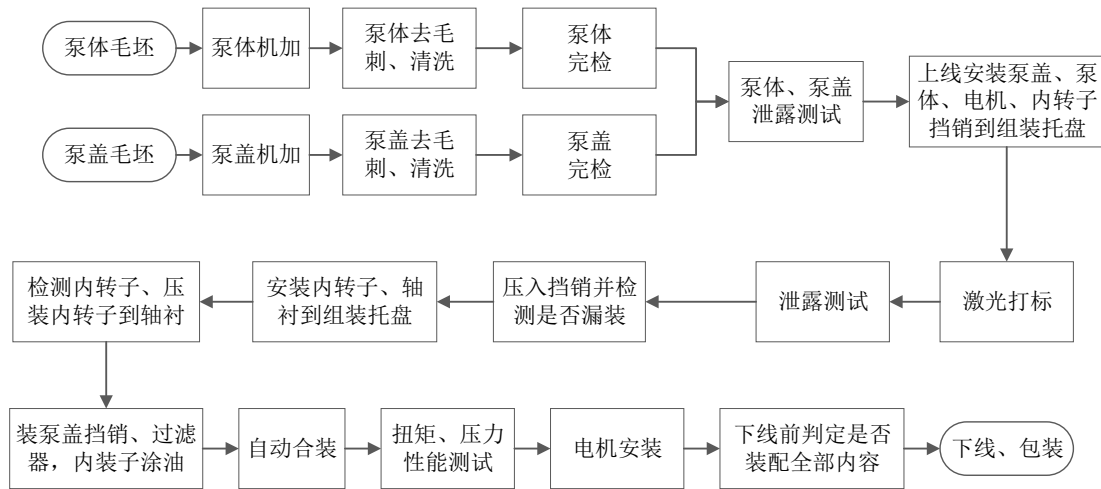 泵体毛坯
泵体机加
泵体去毛
刺、清洗
泵体
完检
泵盖毛坯
泵盖机加
泵盖去毛
刺、清洗
泵盖
完检
泵体、泵盖
泄露测试
上线安装泵盖、泵
体、电机、内转子
挡销到组装托盘
激光打标
泄露测试
压入挡销并检
测是否漏装
安装内转子、轴
衬到组装托盘
检测内转子、压
装内转子到轴衬
装泵盖挡销、过滤
器，内装子涂油
自动合装
扭矩、压力
性能测试
电机安装
下线前判定是否
装配全部内容
下线、包装